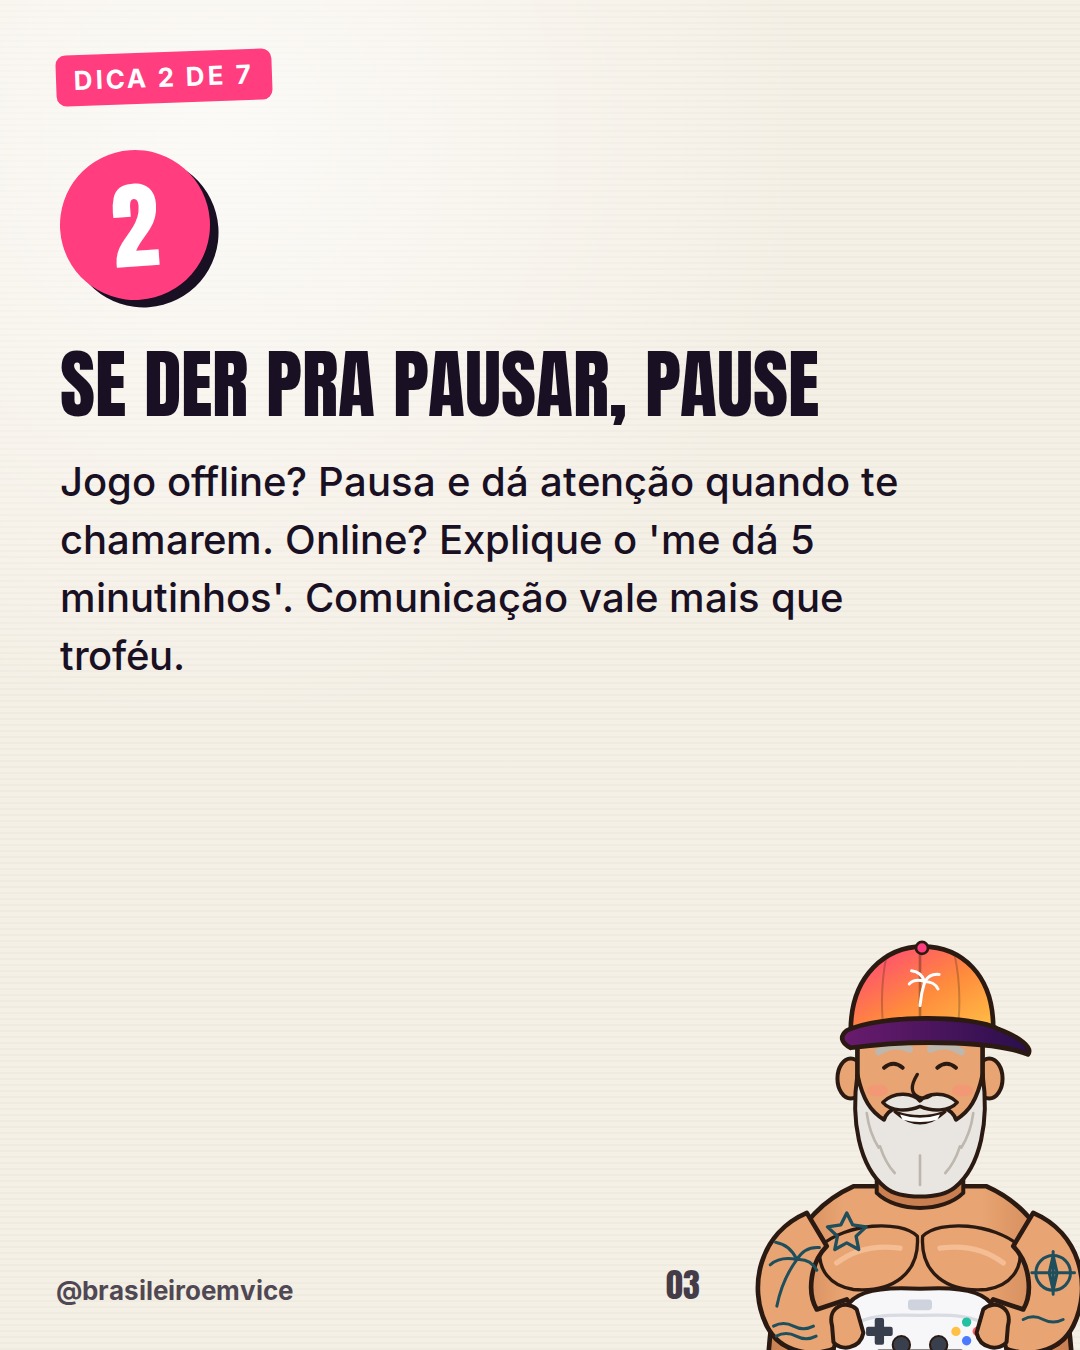 DICA 2 DE 7
2
SE DER PRA PAUSAR, PAUSE
Jogo offline? Pausa e dá atenção quando te
chamarem. Online? Explique o 'me dá 5
minutinhos'. Comunicação vale mais que
troféu.
@brasileiroemvice
03